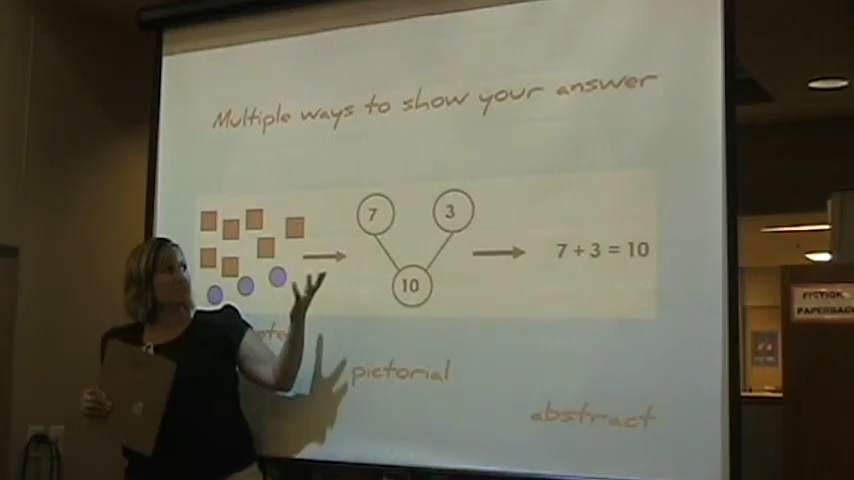 Multiple ways to show your answer
7 3
10
7 + 3 = 10
pictorial
abstract
FICTION
PAPERBACK